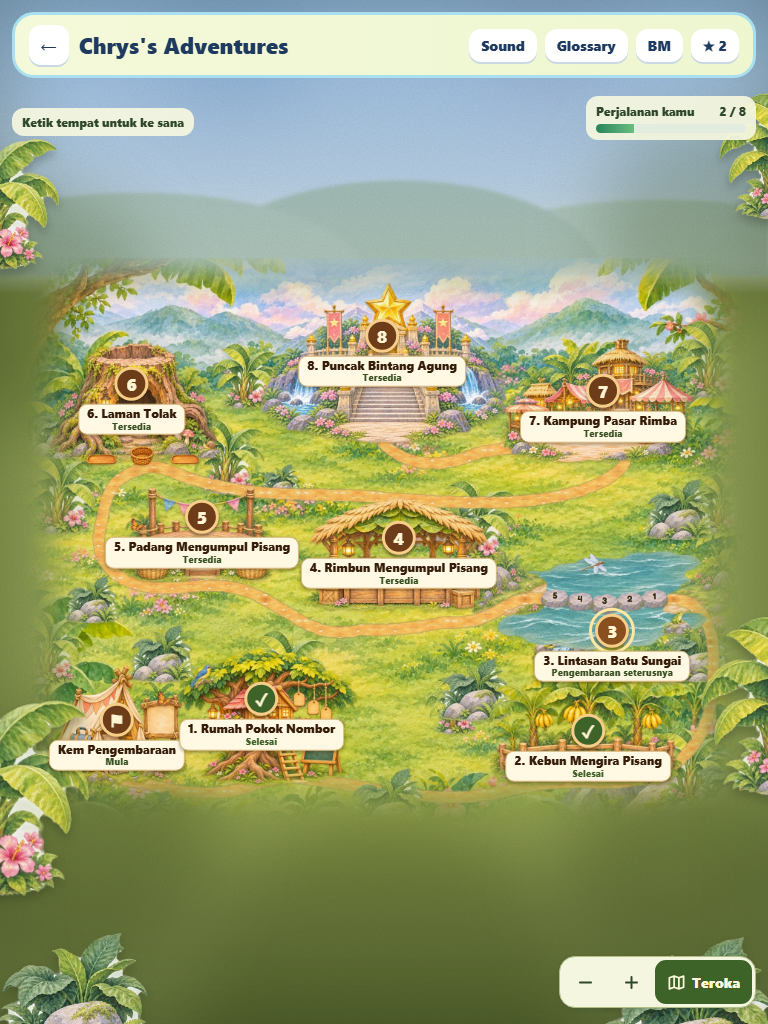 ← Chrys's Adventures
Sound
Glossary
BM
★ 2
Ketik tempat untuk ke sana
Perjalanan kamu 2 / 8
8
8. Puncak Bintang Agung
Tersedia
6
6. Laman Tolak
Tersedia
7
7. Kampung Pasar Rimba
Tersedia
5
5. Padang Mengumpul Pisang
Tersedia
4
4. Rimbun Mengumpul Pisang
Tersedia
5 4 3 2 1
3
3. Lintasan Batu Sungai
Pengembaraan seterusnya
Kem Pengembaraan
Mula
✓
1. Rumah Pokok Nombor
Selesai
✓
2. Kebun Mengira Pisang
Selesai
− + Teroka